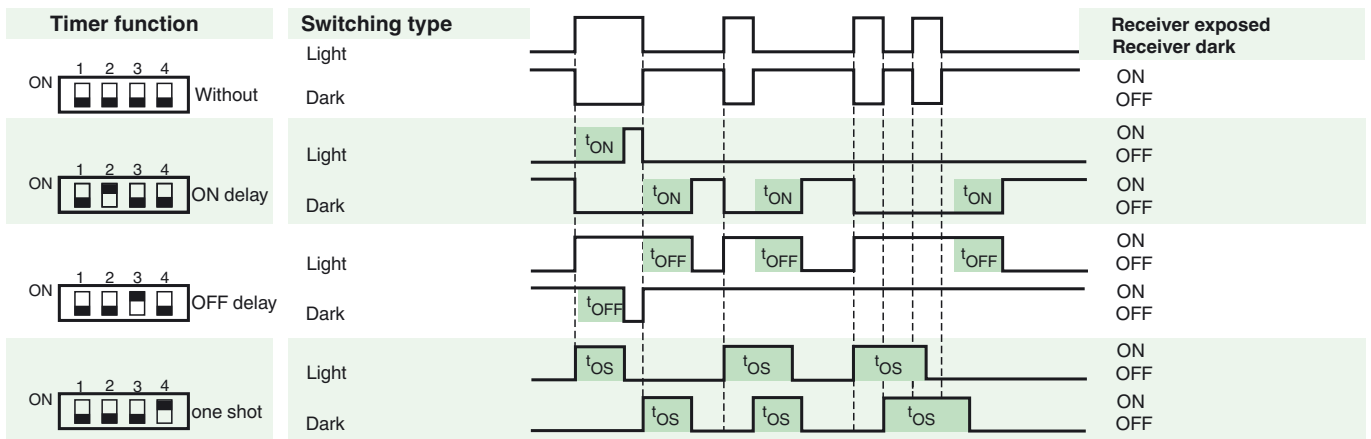 Timer function
Switching type
Receiver exposed
Receiver dark
Light
1 2 3 4
ON
Without
Dark
ON
OFF
Light
tON
ON
OFF
1 2 3 4
ON
ON delay
Dark
tON
tON
tON
ON
OFF
Light
tOFF
tOFF
tOFF
ON
OFF
1 2 3 4
ON
OFF delay
Dark
tOFF
ON
OFF
Light
tOS
tOS
tOS
ON
OFF
1 2 3 4
ON
one shot
Dark
tOS
tOS
tOS
ON
OFF